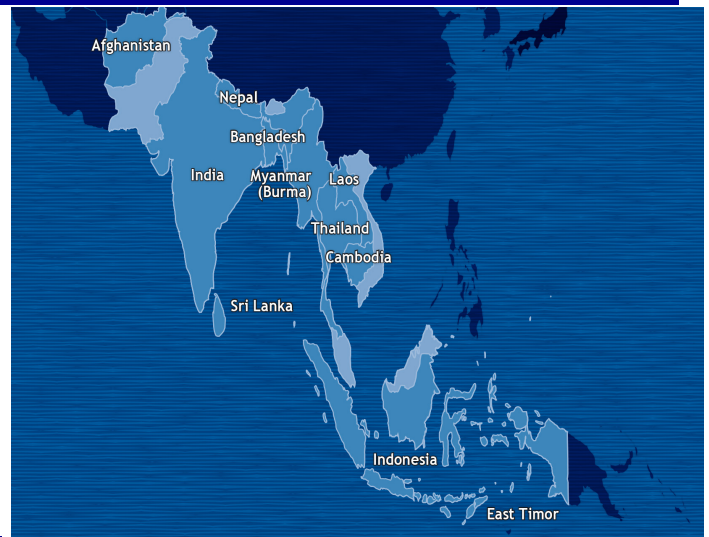 Afghanistan
Nepal
Bangladesh
India
Myanmar
(Burma)
Laos
Thailand
Cambodia
Sri Lanka
Indonesia
East Timor